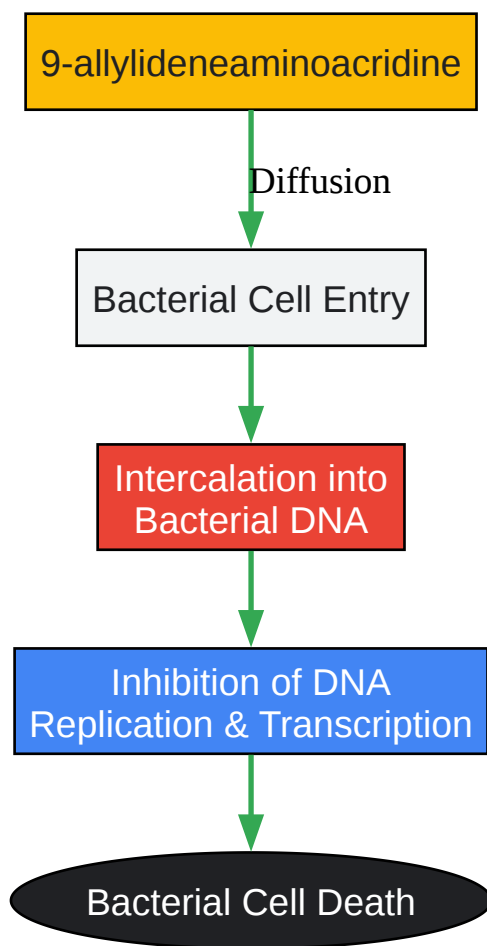 9-allylideneaminoacridine
Diffusion
Bacterial Cell Entry
Intercalation into
Bacterial DNA
Inhibition of DNA
Replication & Transcription
Bacterial Cell Death